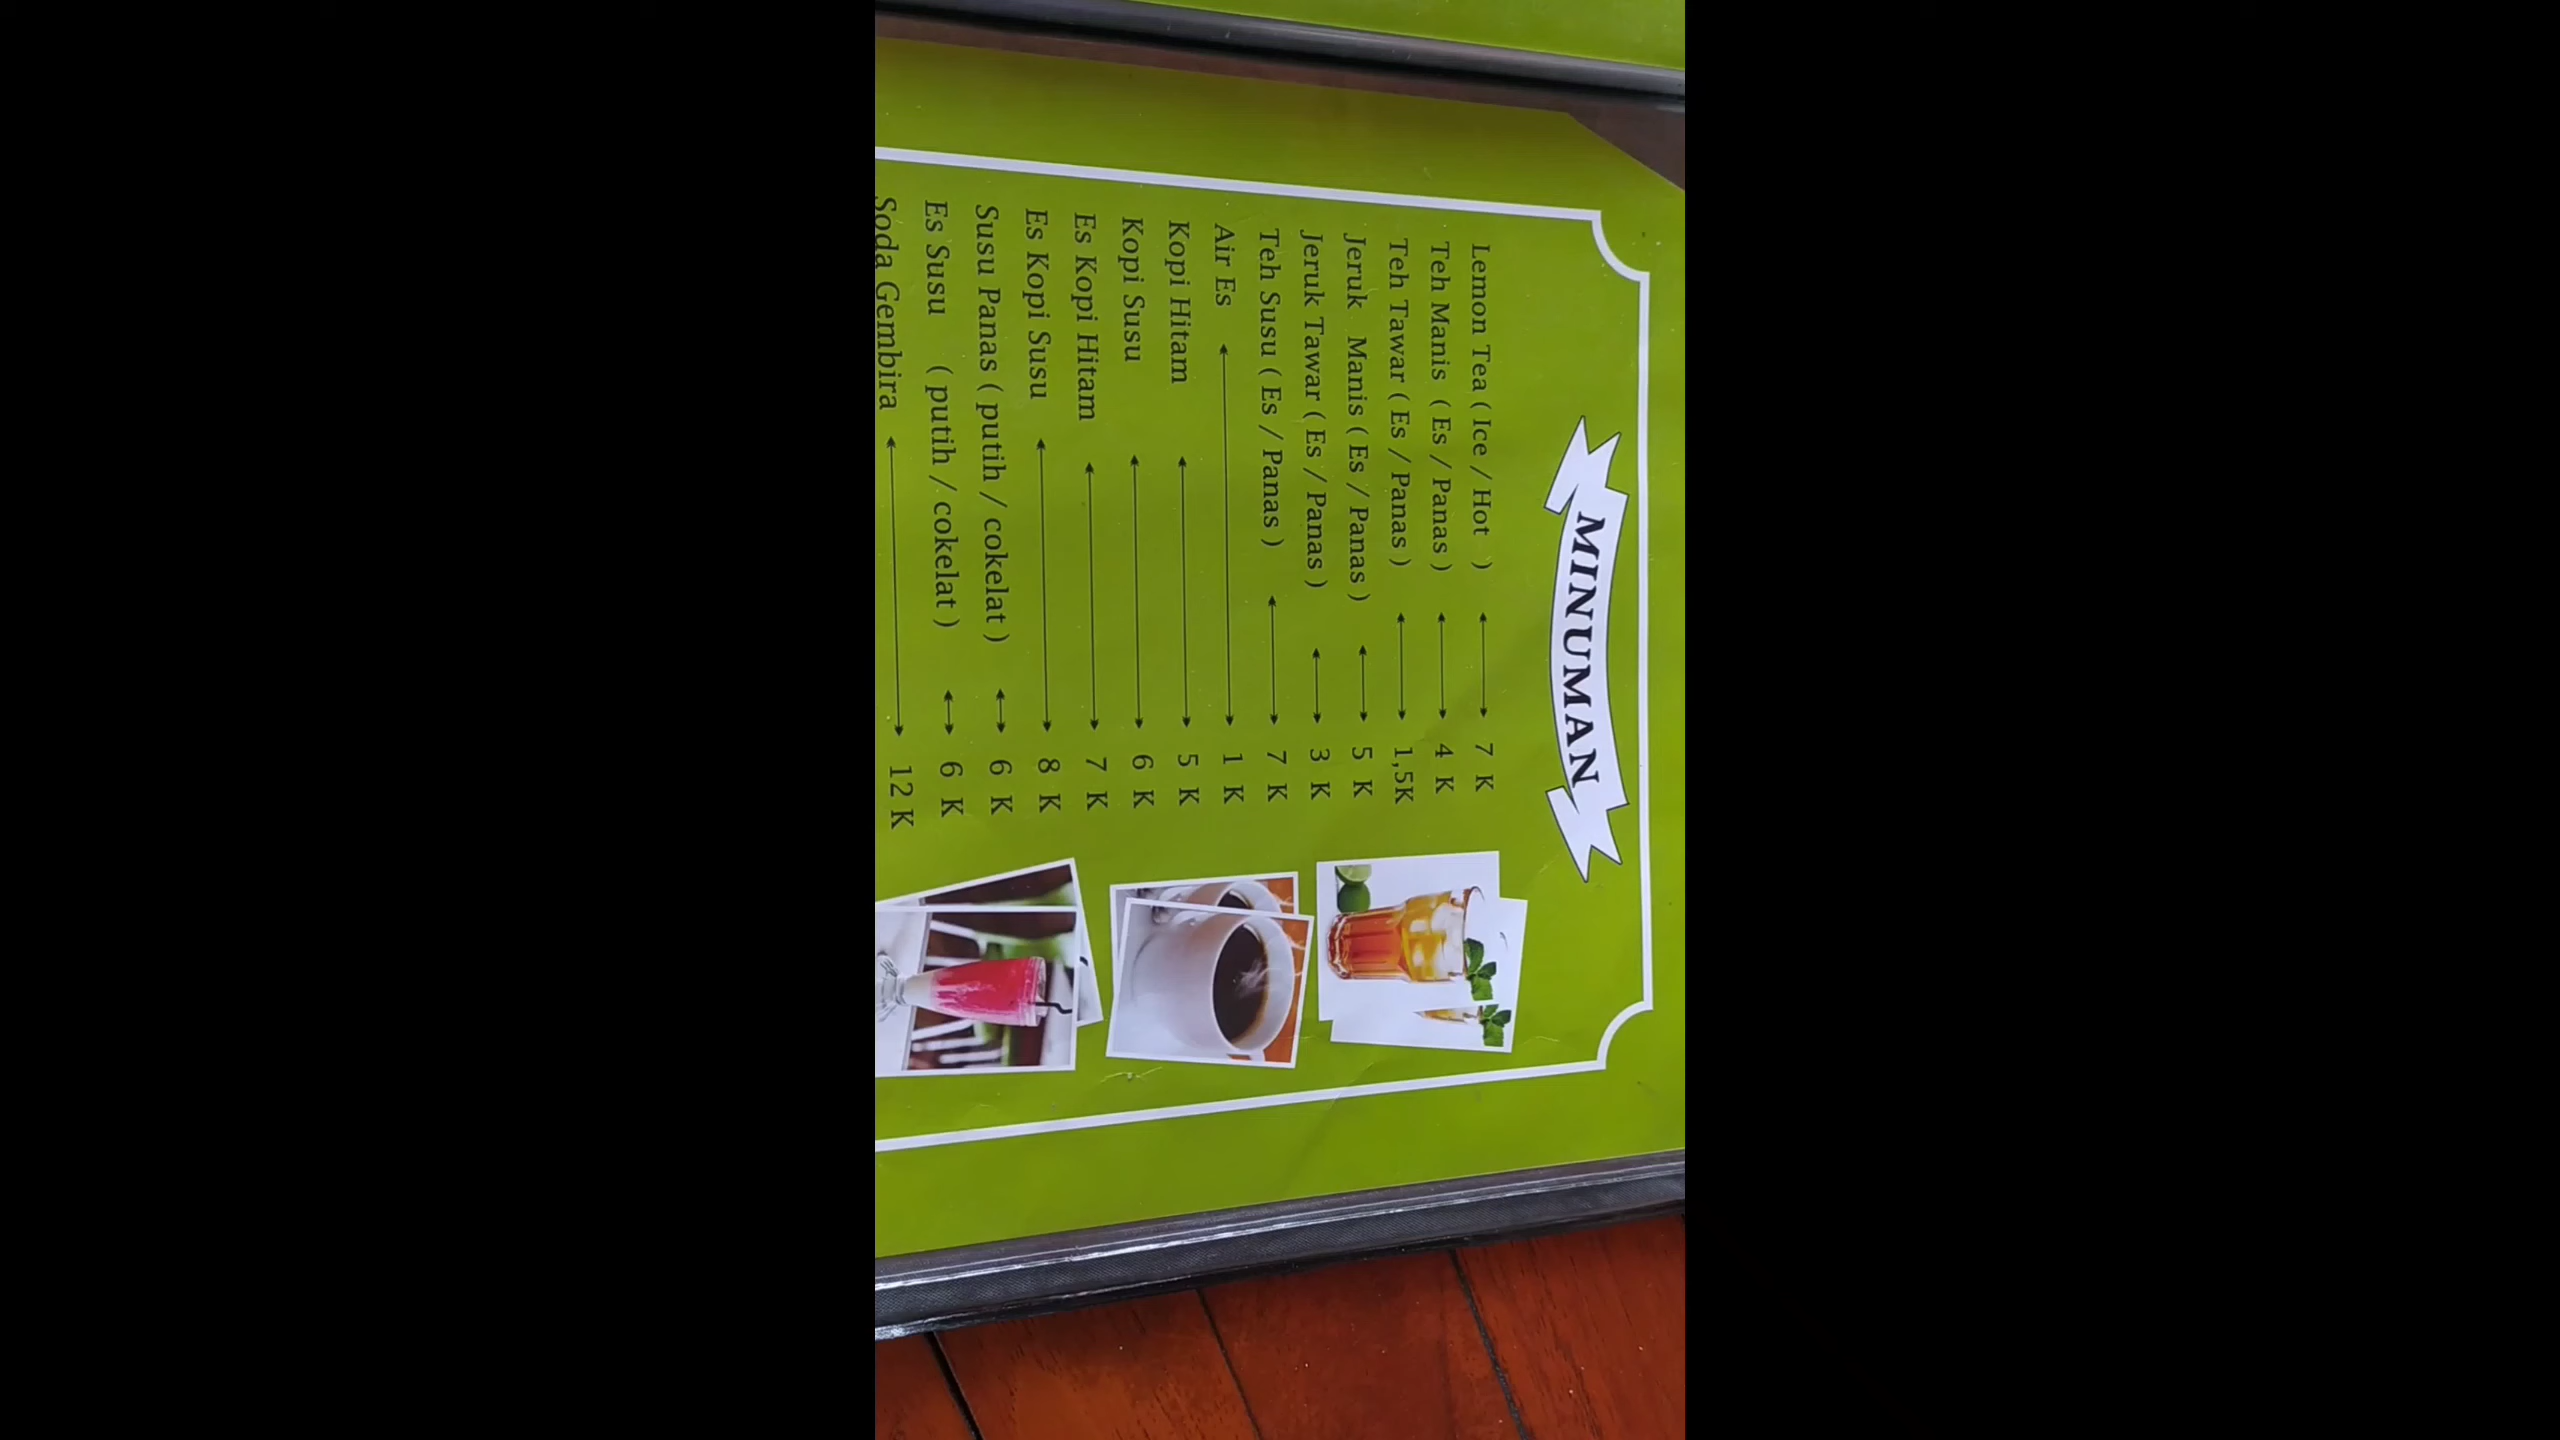 MINUMAN
Lemon Tea ( Ice / Hot ) 7 K
Teh Manis ( Es / Panas ) 4 K
Teh Tawar ( Es / Panas ) 1,5K
Jeruk Manis ( Es / Panas ) 5 K
Jeruk Tawar ( Es / Panas ) 3 K
Teh Susu ( Es / Panas ) 7 K
Air Es 1 K
Kopi Hitam 5 K
Kopi Susu 6 K
Es Kopi Hitam 7 K
Es Kopi Susu 8 K
Susu Panas ( putih / cokelat ) 6 K
Es Susu ( putih / cokelat ) 6 K
Soda Gembira 12 K